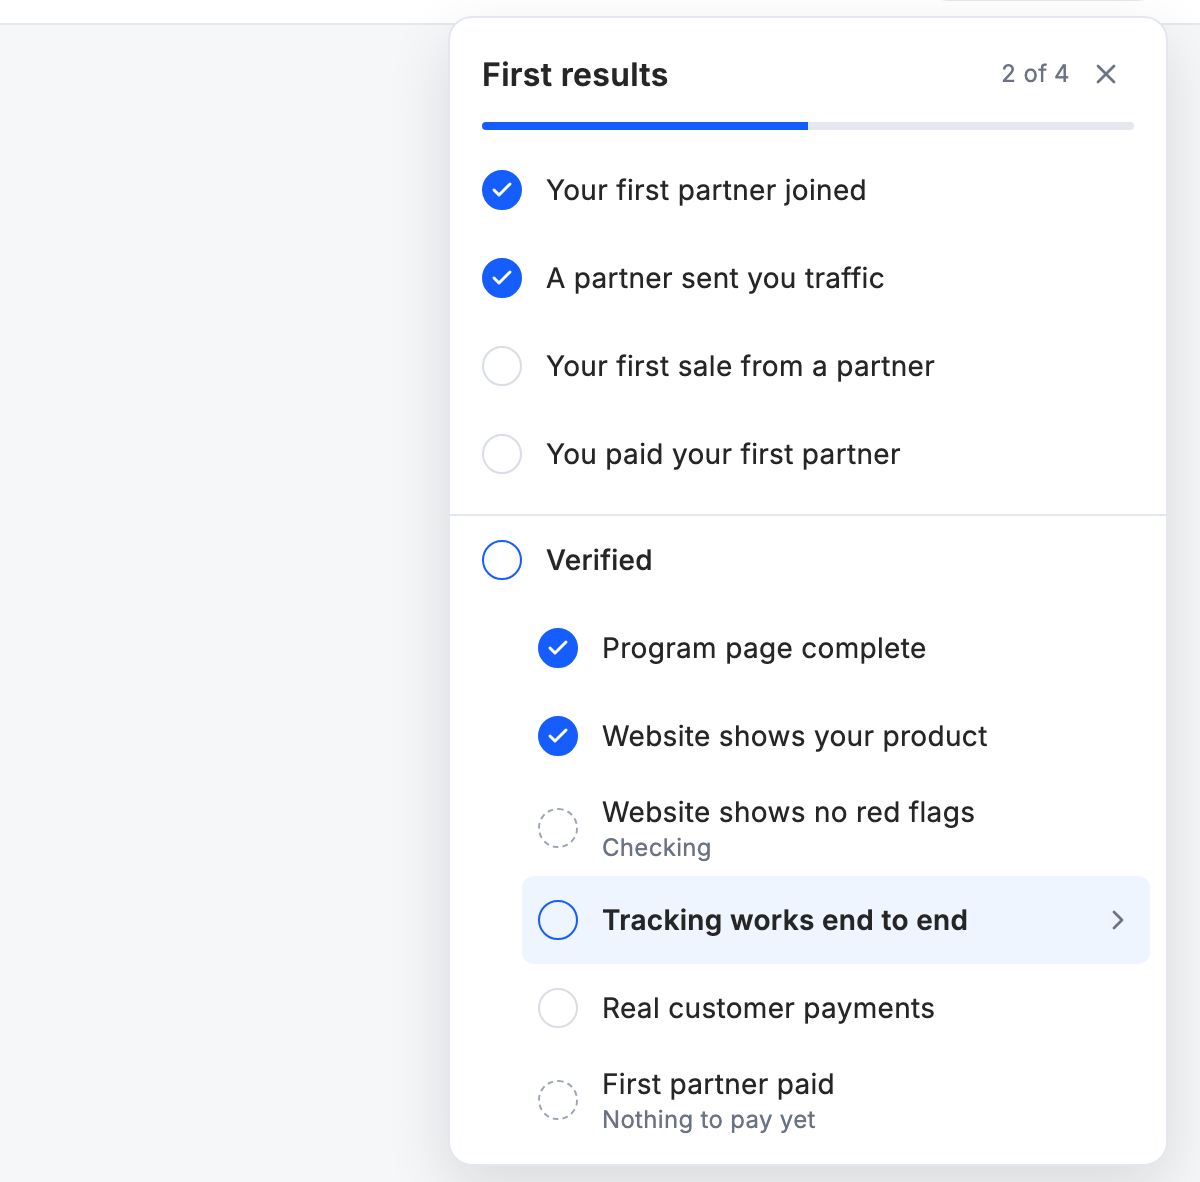 First results
2 of 4
Your first partner joined
A partner sent you traffic
Your first sale from a partner
You paid your first partner
Verified
Program page complete
Website shows your product
Website shows no red flags
Checking
Tracking works end to end
Real customer payments
First partner paid
Nothing to pay yet